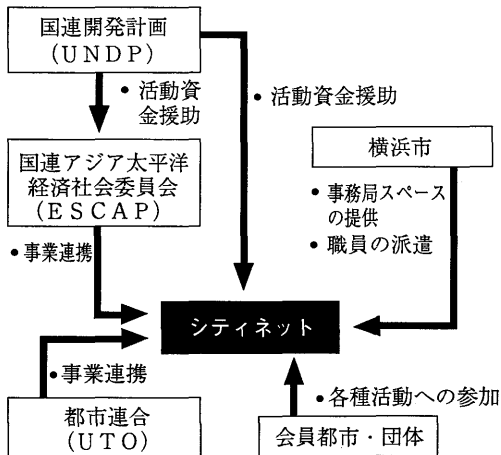 国連開発計画
(UNDP)
• 活動資
金援助
• 活動資金援助
国連アジア太平洋
経済社会委員会
(ESCAP)
横浜市
• 事務局スペース
の提供
• 職員の派遣
• 事業連携
シティネット
• 事業連携
• 各種活動への参加
都市連合
(UTO)
会員都市・団体